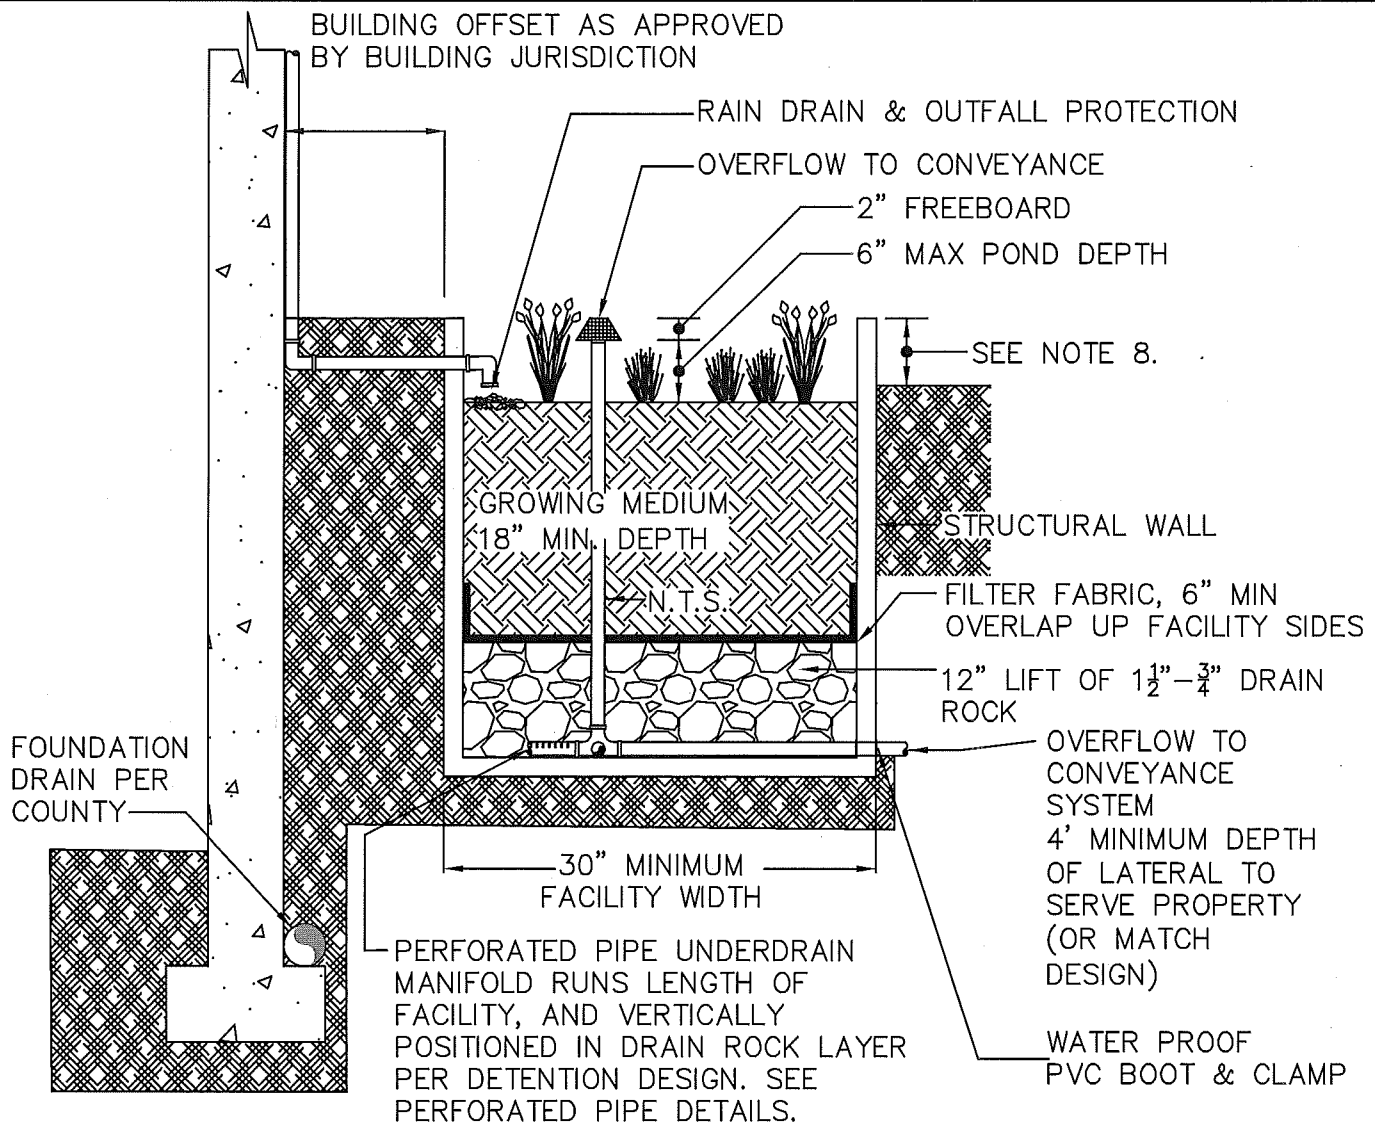 BUILDING OFFSET AS APPROVED
BY BUILDING JURISDICTION
RAIN DRAIN & OUTFALL PROTECTION
OVERFLOW TO CONVEYANCE
2" FREEBOARD
6" MAX POND DEPTH
SEE NOTE 8.
GROWING MEDIUM
18" MIN. DEPTH
STRUCTURAL WALL
N.T.S.
FILTER FABRIC, 6" MIN
OVERLAP UP FACILITY SIDES
12" LIFT OF 1½"-¾" DRAIN
ROCK
FOUNDATION
DRAIN PER
COUNTY
OVERFLOW TO
CONVEYANCE
SYSTEM
4' MINIMUM DEPTH
OF LATERAL TO
SERVE PROPERTY
(OR MATCH
DESIGN)
30" MINIMUM
FACILITY WIDTH
PERFORATED PIPE UNDERDRAIN
MANIFOLD RUNS LENGTH OF
FACILITY, AND VERTICALLY
POSITIONED IN DRAIN ROCK LAYER
PER DETENTION DESIGN. SEE
PERFORATED PIPE DETAILS.
WATER PROOF
PVC BOOT & CLAMP